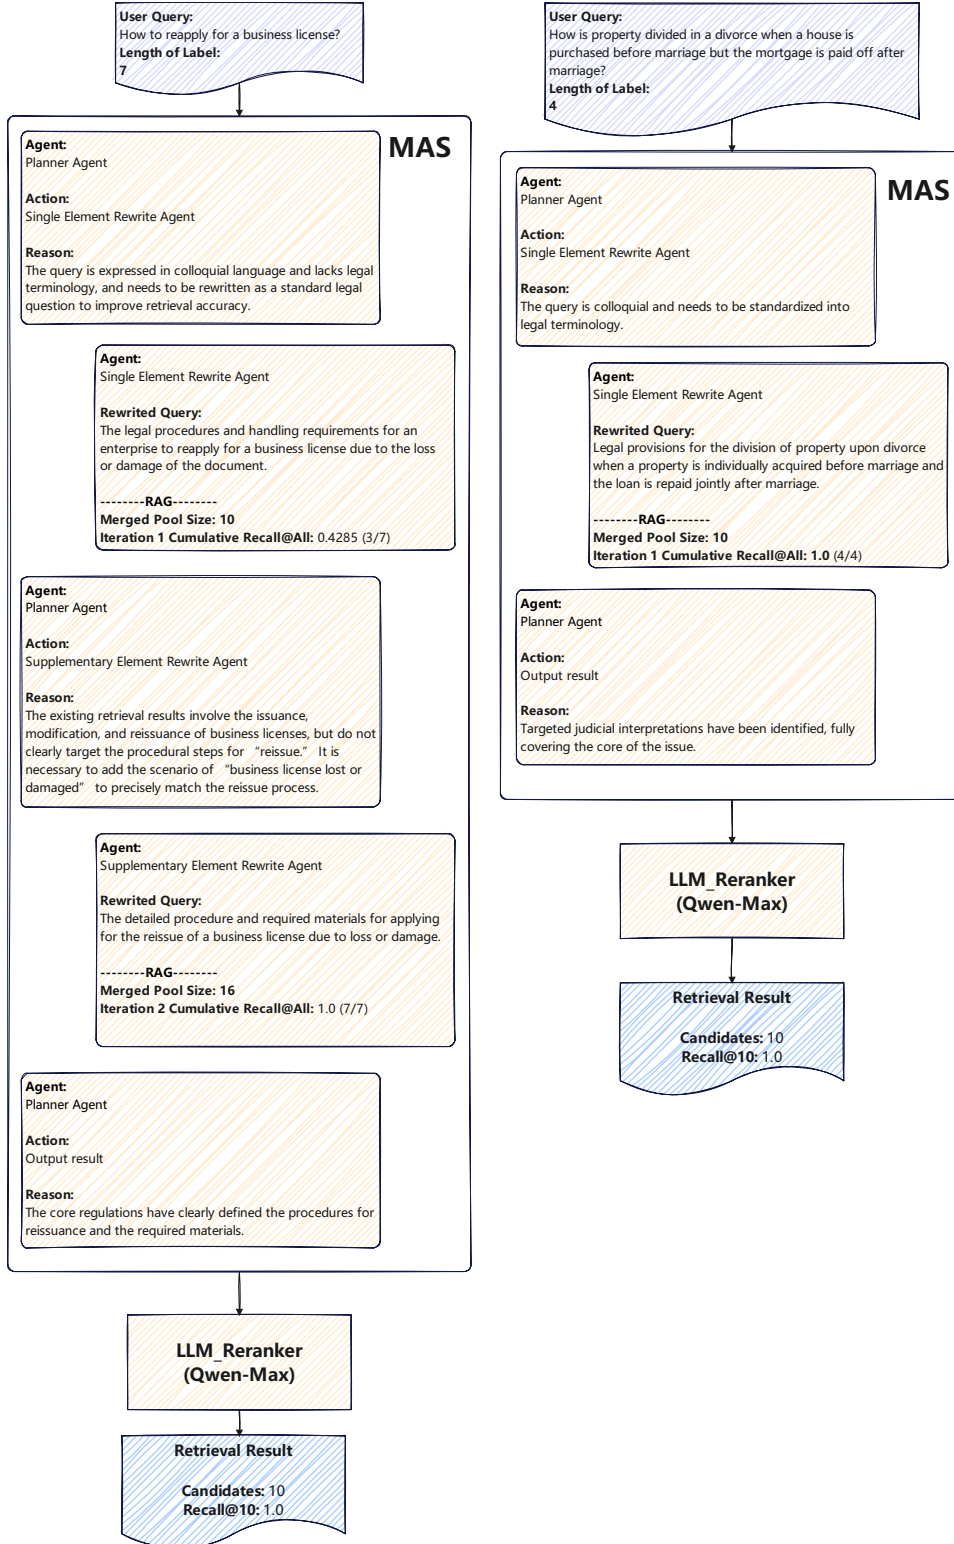 User Query:
How to reapply for a business license?
Length of Label:
7
MAS
Agent:
Planner Agent
Action:
Single Element Rewrite Agent
Reason:
The query is expressed in colloquial language and lacks legal
terminology, and needs to be rewritten as a standard legal
question to improve retrieval accuracy.
Agent:
Single Element Rewrite Agent
Rewrited Query:
The legal procedures and handling requirements for an
enterprise to reapply for a business license due to the loss
or damage of the document.
--------RAG--------
Merged Pool Size: 10
Iteration 1 Cumulative Recall@All: 0.4285 (3/7)
Agent:
Planner Agent
Action:
Supplementary Element Rewrite Agent
Reason:
The existing retrieval results involve the issuance,
modification, and reissuance of business licenses, but do not
clearly target the procedural steps for “reissue.” It is
necessary to add the scenario of “business license lost or
damaged” to precisely match the reissue process.
Agent:
Supplementary Element Rewrite Agent
Rewrited Query:
The detailed procedure and required materials for applying
for the reissue of a business license due to loss or damage.
--------RAG--------
Merged Pool Size: 16
Iteration 2 Cumulative Recall@All: 1.0 (7/7)
Agent:
Planner Agent
Action:
Output result
Reason:
The core regulations have clearly defined the procedures for
reissuance and the required materials.
LLM_Reranker
(Qwen-Max)
Retrieval Result
Candidates: 10
Recall@10: 1.0
User Query:
How is property divided in a divorce when a house is
purchased before marriage but the mortgage is paid off after
marriage?
Length of Label:
4
MAS
Agent:
Planner Agent
Action:
Single Element Rewrite Agent
Reason:
The query is colloquial and needs to be standardized into
legal terminology.
Agent:
Single Element Rewrite Agent
Rewrited Query:
Legal provisions for the division of property upon divorce
when a property is individually acquired before marriage and
the loan is repaid jointly after marriage.
--------RAG--------
Merged Pool Size: 10
Iteration 1 Cumulative Recall@All: 1.0 (4/4)
Agent:
Planner Agent
Action:
Output result
Reason:
Targeted judicial interpretations have been identified, fully
covering the core of the issue.
LLM_Reranker
(Qwen-Max)
Retrieval Result
Candidates: 10
Recall@10: 1.0